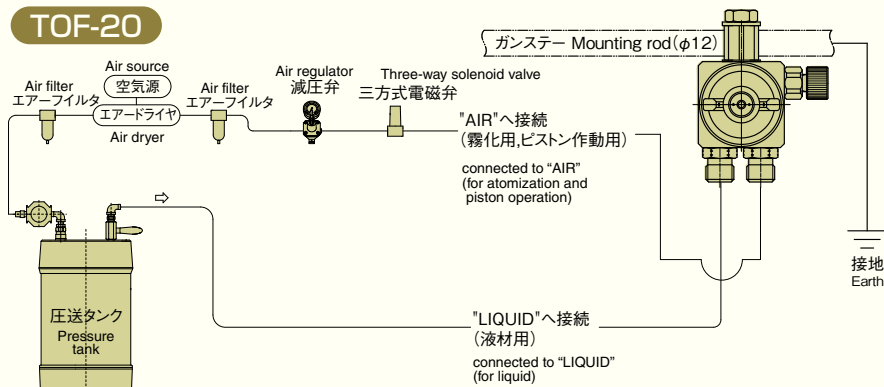 TOF-20
ガンステー Mounting rod(φ12)
Air source
空気源
Air filter
エアーフイルタ
エアードライヤ
Air dryer
Air filter
エアーフイルタ
Air regulator
減圧弁
Three-way solenoid valve
三方式電磁弁
"AIR"へ接続
(霧化用,ピストン作動用)
connected to “AIR”
(for atomization and
piston operation)
⇨
接地
Earth
圧送タンク
Pressure
tank
"LIQUID"へ接続
(液材用)
connected to “LIQUID”
(for liquid)